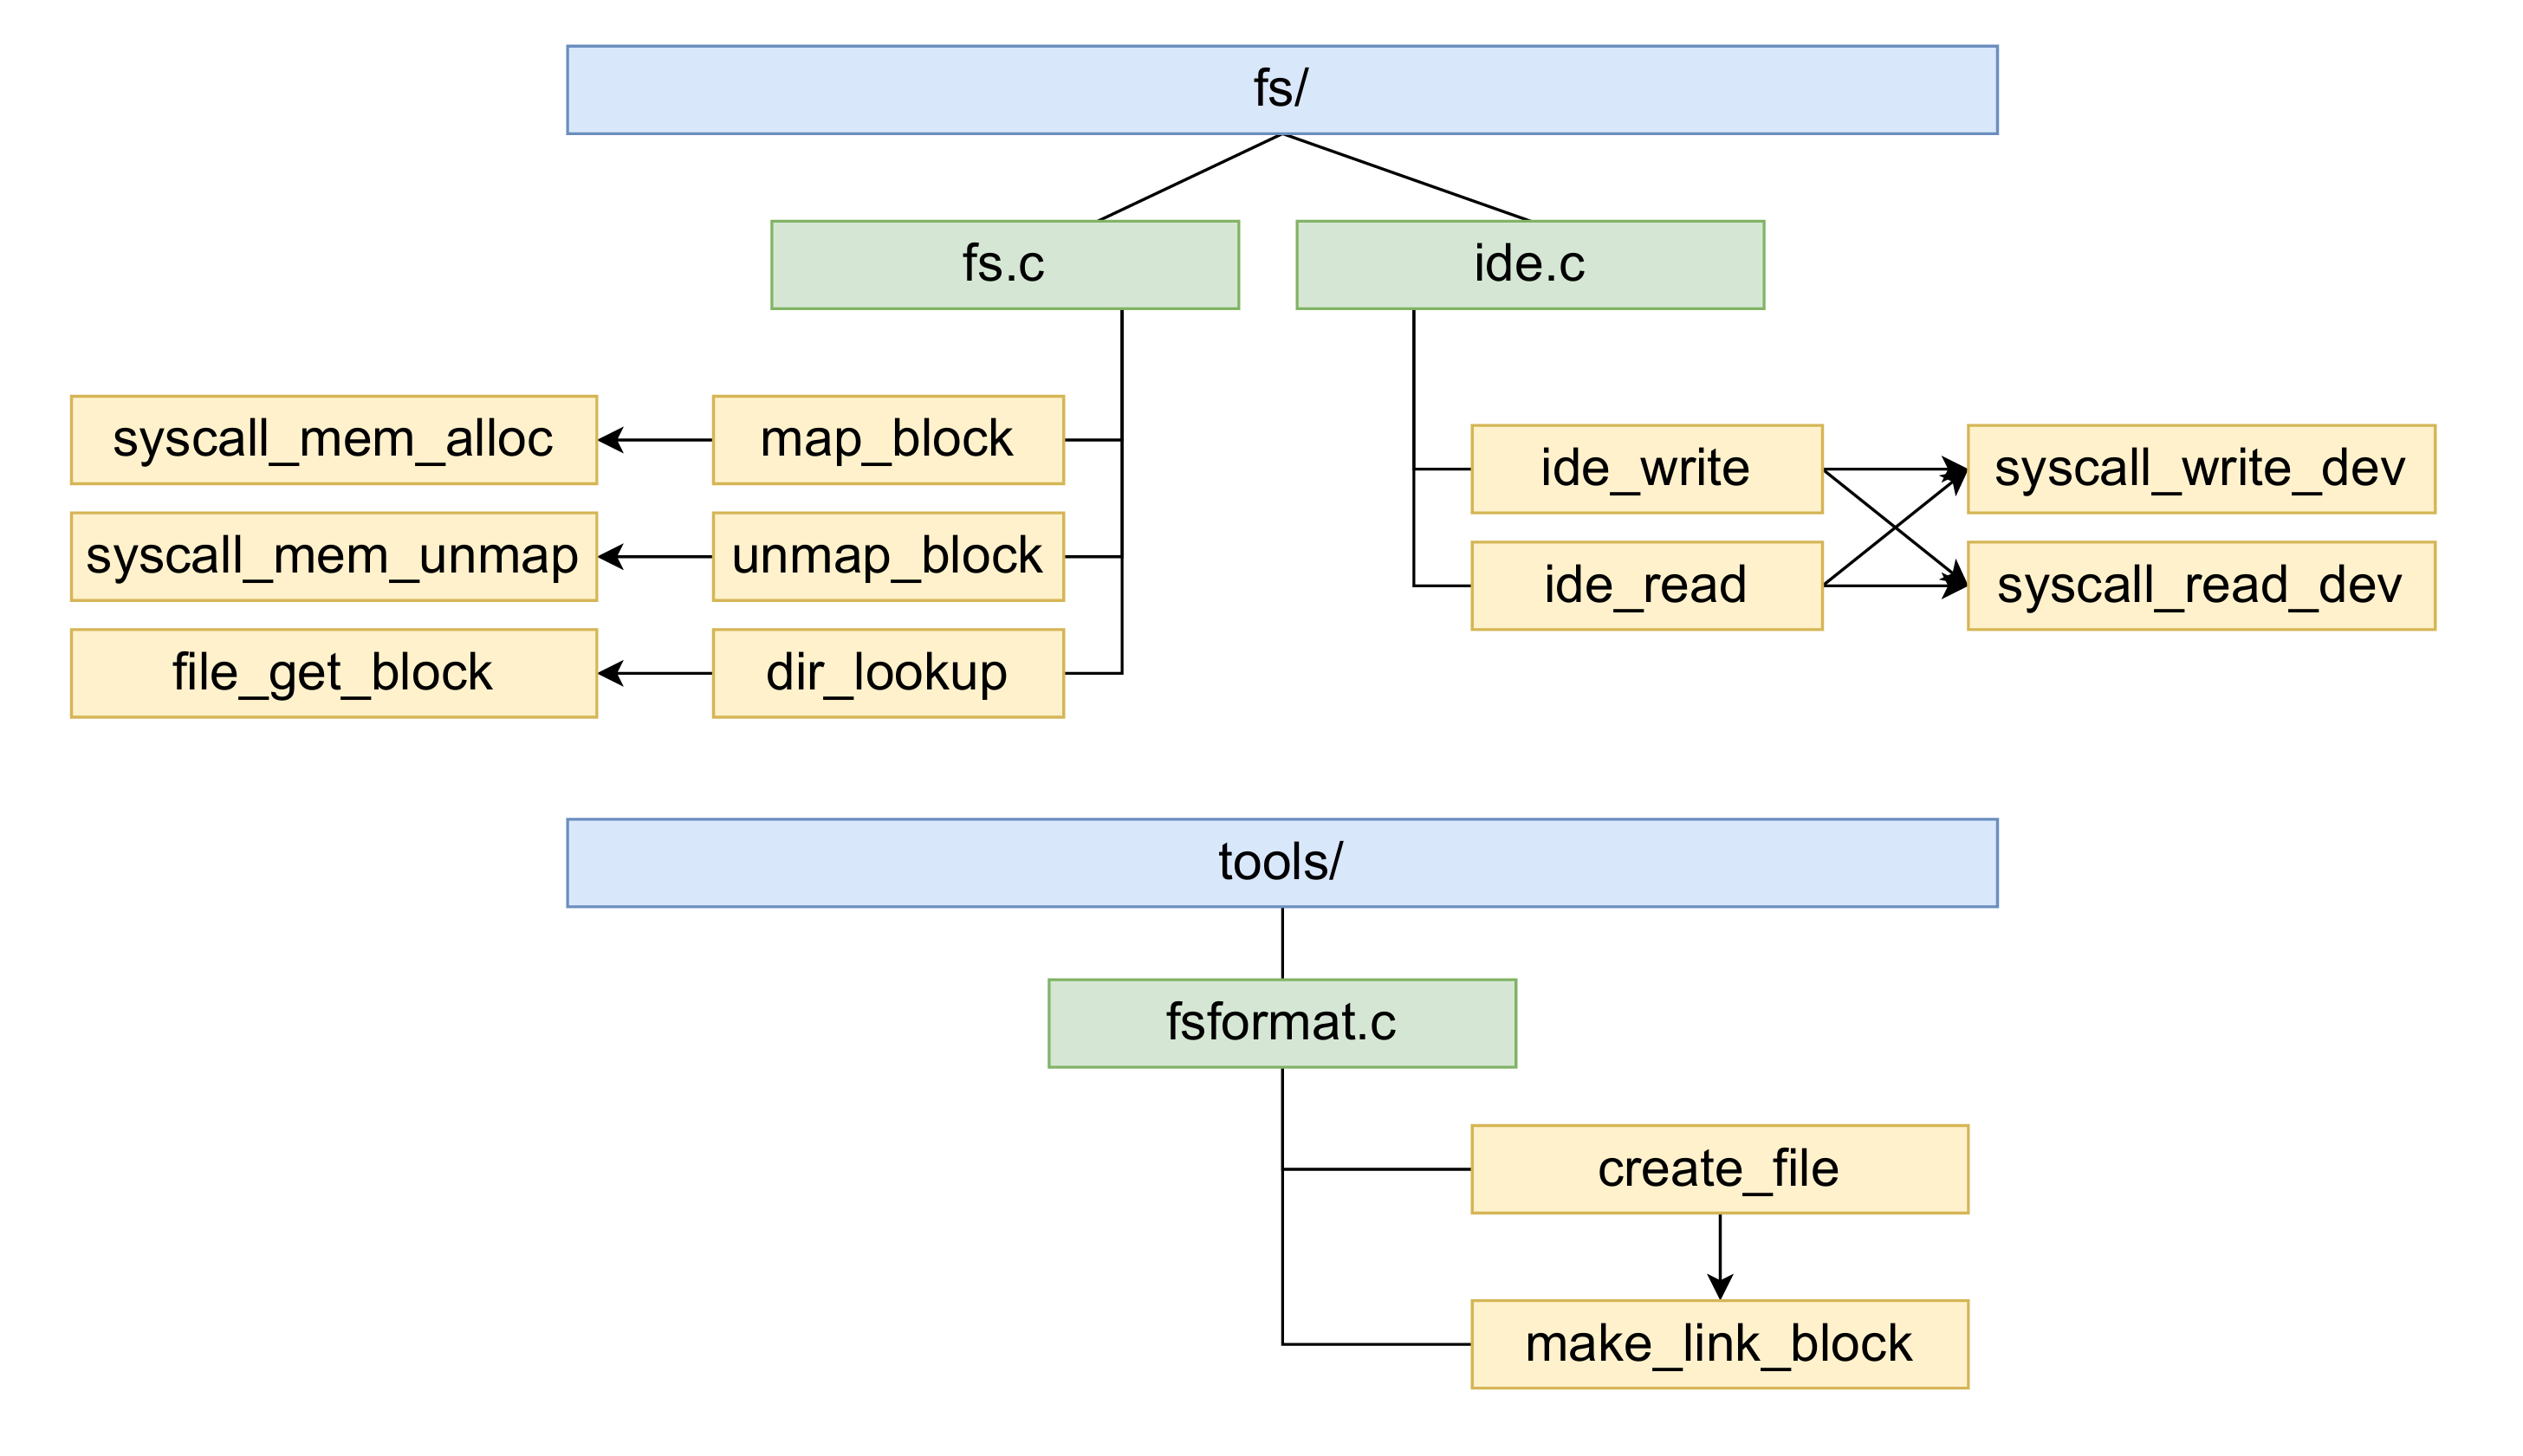 fs/
fs.c
ide.c
syscall_mem_alloc
map_block
ide_write
syscall_write_dev
syscall_mem_unmap
unmap_block
ide_read
syscall_read_dev
file_get_block
dir_lookup
tools/
fsformat.c
create_file
make_link_block